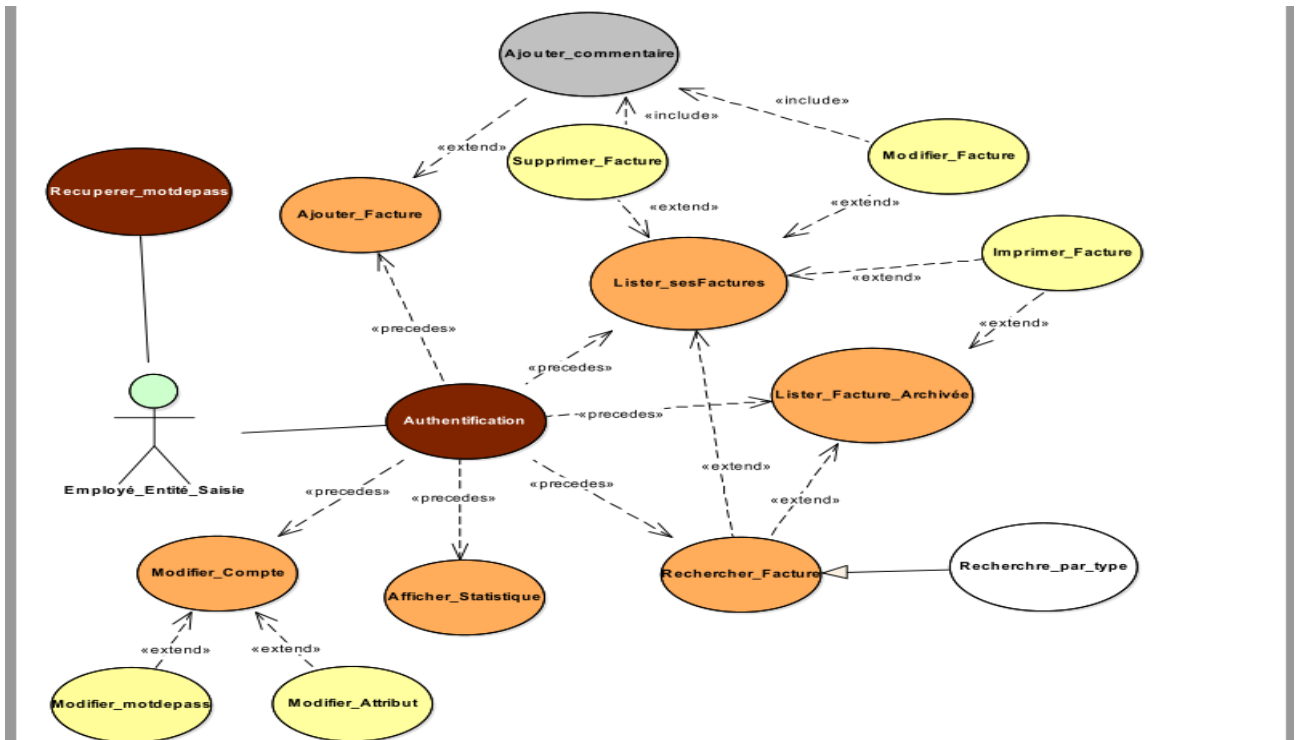 Ajouter_commentaire
«include»
«include»
«extend»
Supprimer_Facture
Modifier_Facture
Recuperer_motdepass
Ajouter_Facture
«extend»
«extend»
Imprimer_Facture
Lister_sesFactures
«extend»
«precedes»
«extend»
«precedes»
Lister_Facture_Archivée
Authentification
«precedes»
«extend»
Employé_Entité_Saisie
«precedes»
«precedes»
«precedes»
«extend»
Modifier_Compte
Rechercher_Facture
Recherchre_par_type
Afficher_Statistique
«extend»
«extend»
Modifier_motdepass
Modifier_Attribut